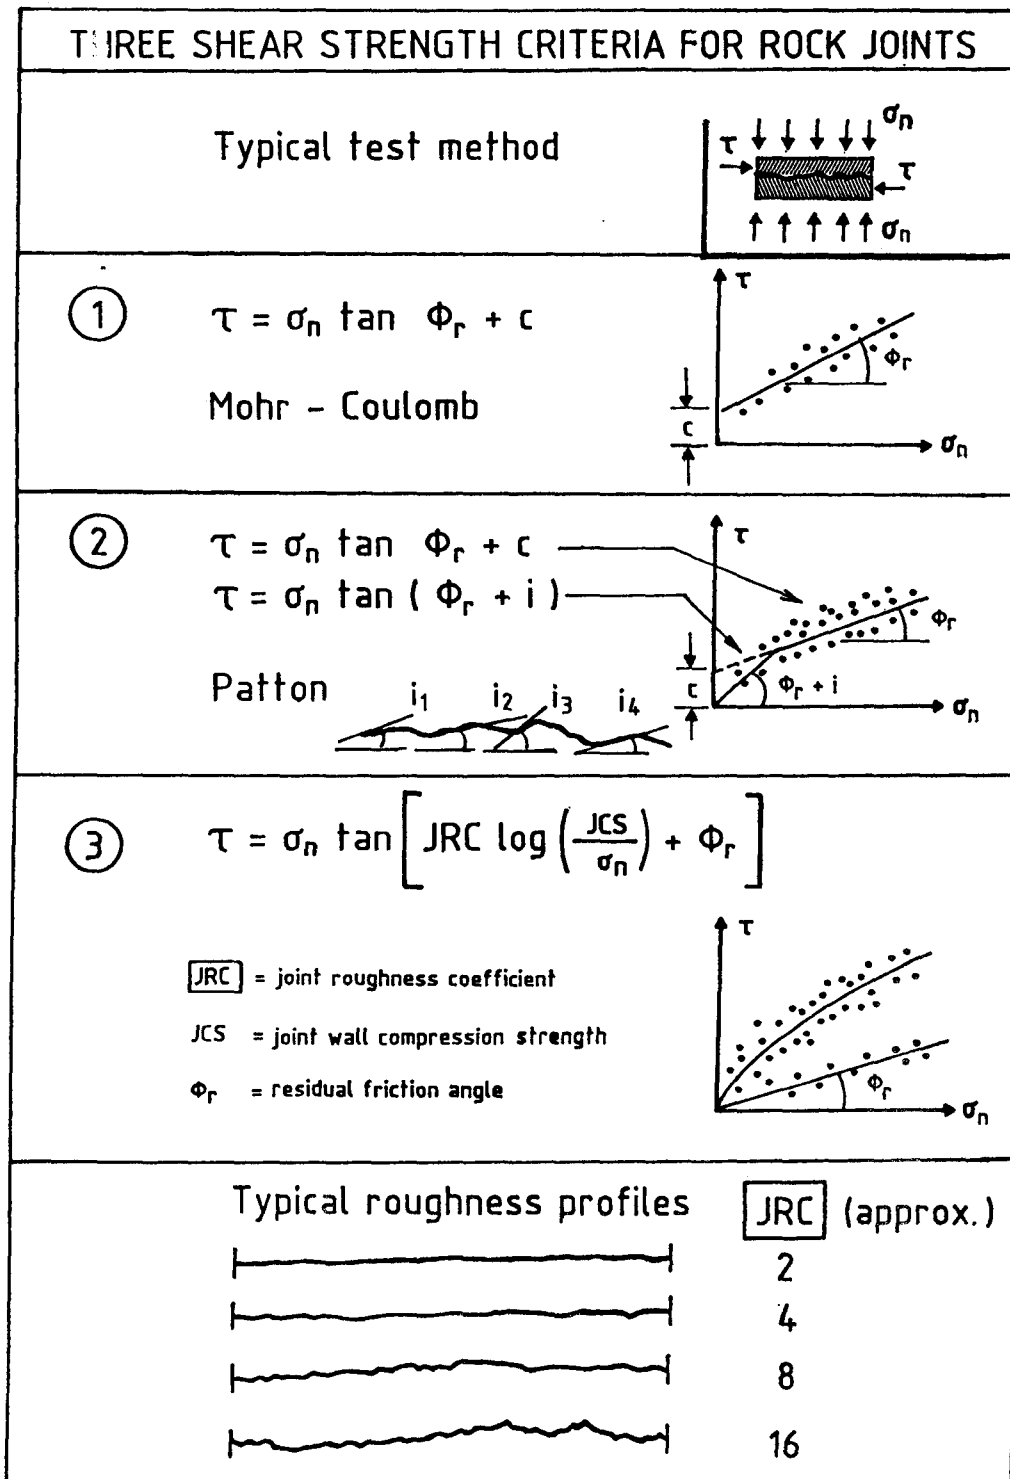 THREE SHEAR STRENGTH CRITERIA FOR ROCK JOINTS
Typical test method
σn
τ
τ
σn
1
τ = σn tan Φr + c
Mohr - Coulomb
τ
Φr
c
σn
2
τ = σn tan Φr + c
τ = σn tan ( Φr + i )
Patton
i1 i2 i3 i4
τ
Φr
c
Φr + i
σn
3
τ = σn tan [ JRC log ( JCS / σn ) + Φr ]
JRC = joint roughness coefficient
JCS = joint wall compression strength
Φr = residual friction angle
τ
Φr
σn
Typical roughness profiles JRC (approx.)
2
4
8
16